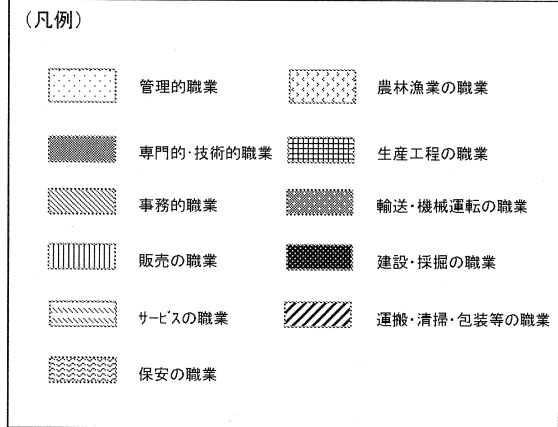 (凡例)
管理的職業
農林漁業の職業
専門的・技術的職業
生産工程の職業
事務的職業
輸送・機械運転の職業
販売の職業
建設・採掘の職業
ｻｰﾋﾞｽの職業
運搬・清掃・包装等の職業
保安の職業